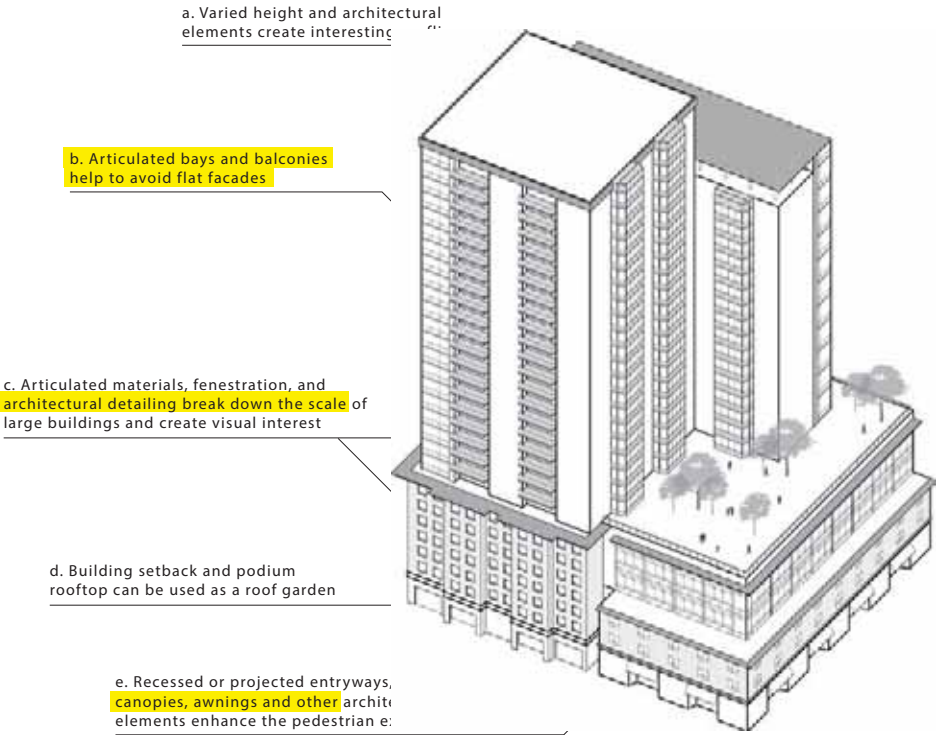 a. Varied height and architectural
elements create interesting
b. Articulated bays and balconies
help to avoid flat facades
c. Articulated materials, fenestration, and
architectural detailing break down the scale of
large buildings and create visual interest
d. Building setback and podium
rooftop can be used as a roof garden
e. Recessed or projected entryways,
canopies, awnings and other
elements enhance the pedestrian